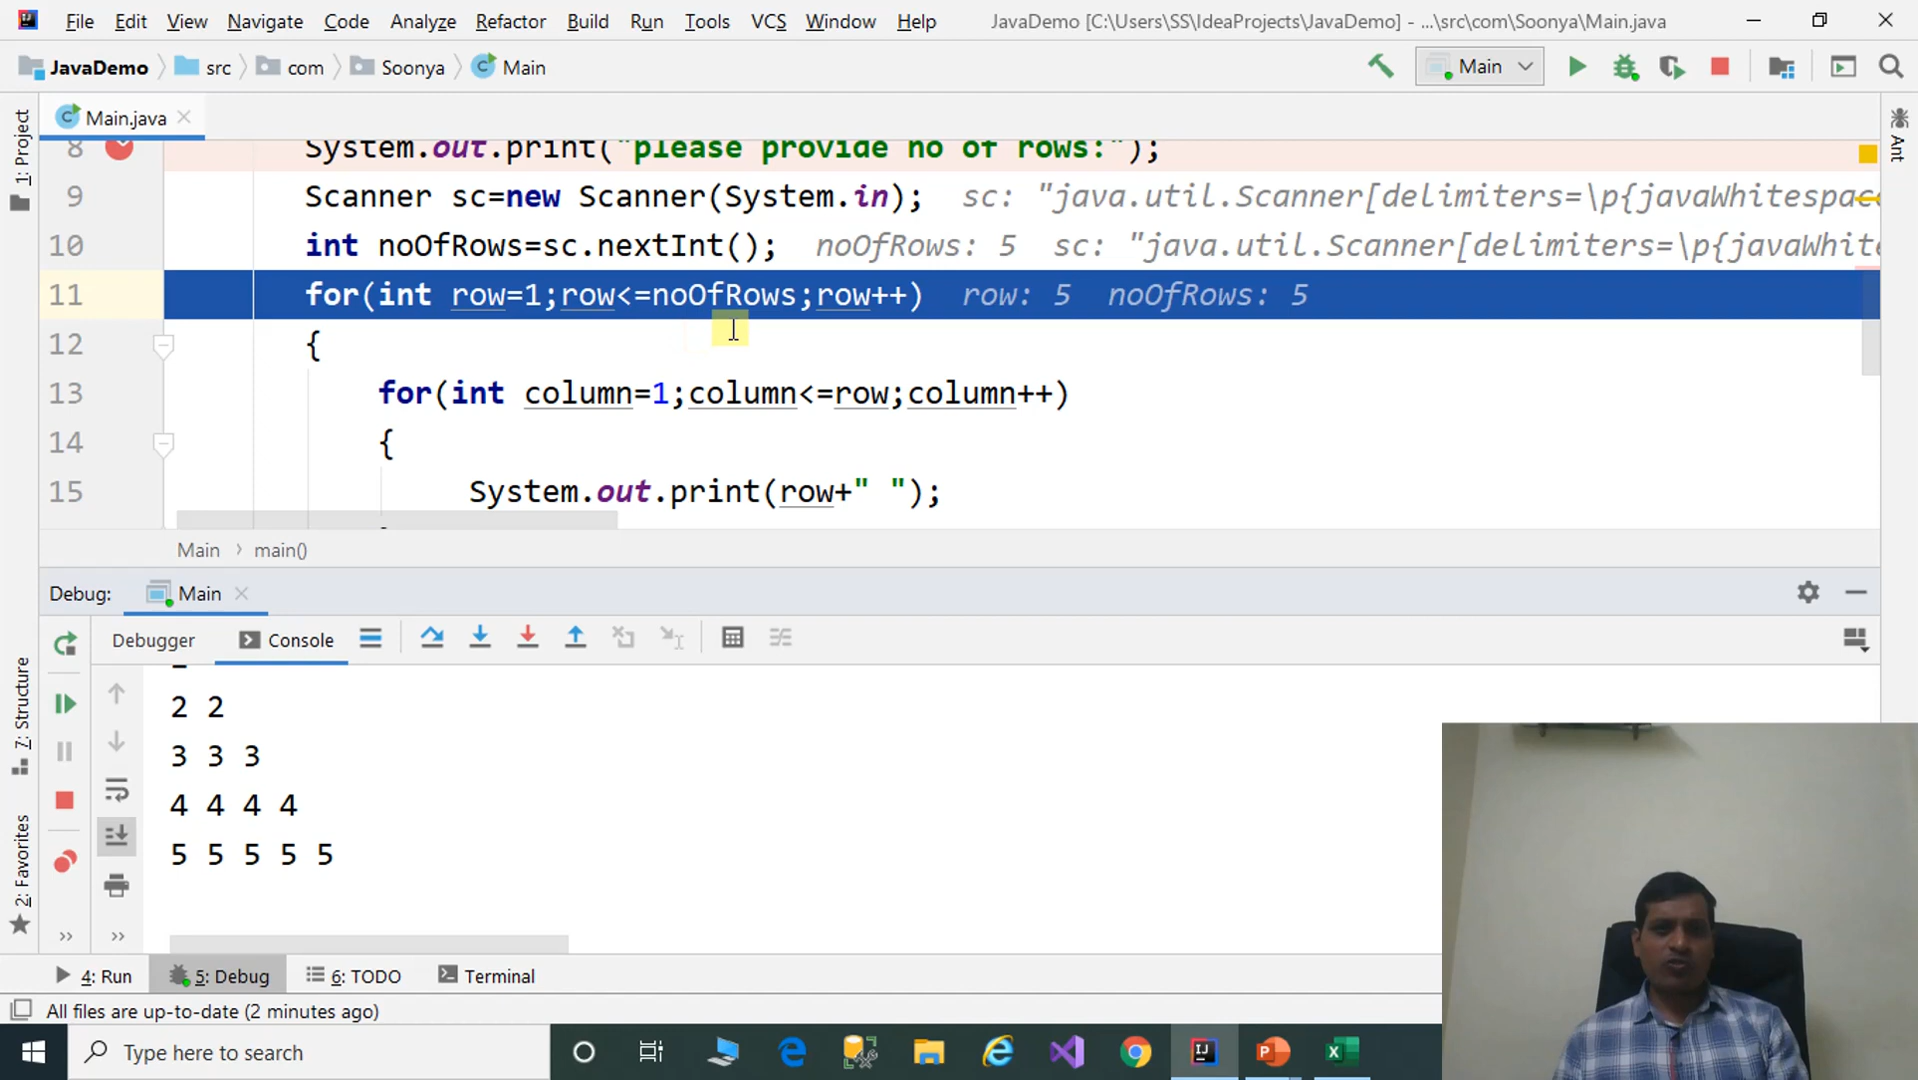 File Edit View Navigate Code Analyze Refactor Build Run Tools VCS Window Help JavaDemo [C:\Users\SS\IdeaProjects\JavaDemo] - ...\src\com\Soonya\Main.java
JavaDemo src com Soonya Main Main
Main.java
1: Project
Ant
8 System.out.print("please provide no of rows:");
9 Scanner sc=new Scanner(System.in); sc: "java.util.Scanner[delimiters=\p{javaWhitespace
10 int noOfRows=sc.nextInt(); noOfRows: 5 sc: "java.util.Scanner[delimiters=\p{javaWhite
11 for(int row=1;row<=noOfRows;row++) row: 5 noOfRows: 5
12 {
13 for(int column=1;column<=row;column++)
14 {
15 System.out.print(row+" ");
Main main()
Debug: Main
Debugger Console
7: Structure
2: Favorites
2 2
3 3 3
4 4 4 4
5 5 5 5 5
4: Run 5: Debug 6: TODO Terminal
All files are up-to-date (2 minutes ago)
Type here to search